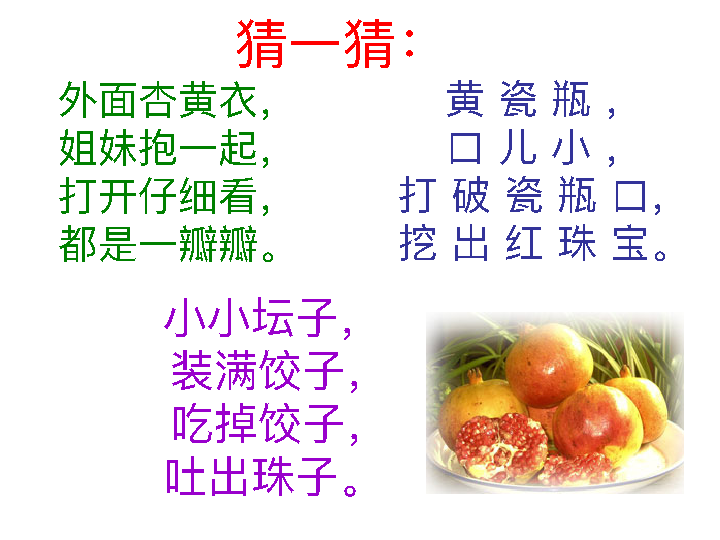 猜一猜：
外面杏黄衣，
姐妹抱一起，
打开仔细看，
都是一瓣瓣。
黄瓷瓶，
口儿小，
打破瓷瓶口，
挖出红珠宝。
小小坛子，
装满饺子，
吃掉饺子，
吐出珠子。